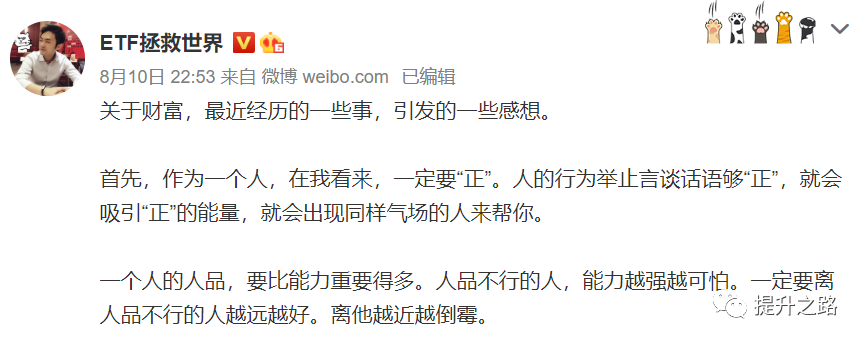 ETF拯救世界
8月10日 22:53 来自 微博 weibo.com 已编辑
关于财富，最近经历的一些事，引发的一些感想。
首先，作为一个人，在我看来，一定要“正”。人的行为举止言谈话语够“正”，就会
吸引“正”的能量，就会出现同样气场的人来帮你。
一个人的人品，要比能力重要得多。人品不行的人，能力越强越可怕。一定要离
人品不行的人越远越好。离他越近越倒霉。
提升之路